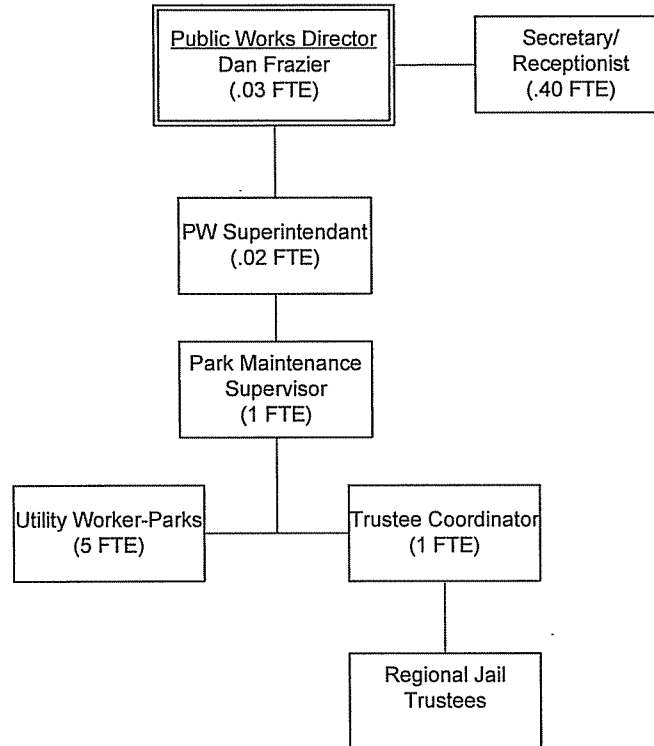 Public Works Director
Dan Frazier
(.03 FTE)
Secretary/
Receptionist
(.40 FTE)
PW Superintendant
(.02 FTE)
Park Maintenance
Supervisor
(1 FTE)
Utility Worker-Parks
(5 FTE)
Trustee Coordinator
(1 FTE)
Regional Jail
Trustees